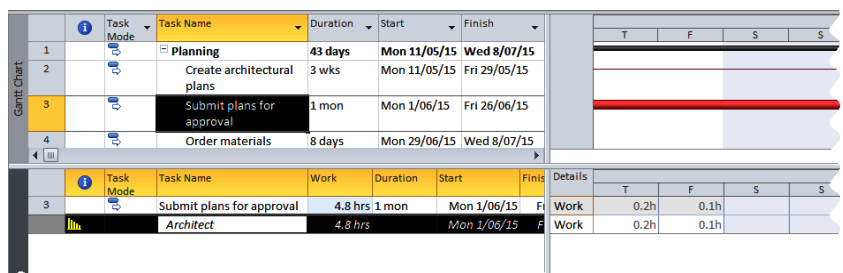 Task Mode Task Name Duration Start Finish
T F S S
1 Planning 43 days Mon 11/05/15 Wed 8/07/15
2 Create architectural plans 3 wks Mon 11/05/15 Fri 29/05/15
3 Submit plans for approval 1 mon Mon 1/06/15 Fri 26/06/15
4 Order materials 8 days Mon 29/06/15 Wed 8/07/15
Gantt Chart
Task Mode Task Name Work Duration Start Finis Details
T F S S
3 Submit plans for approval 4.8 hrs 1 mon Mon 1/06/15 F Work 0.2h 0.1h
Architect 4.8 hrs Mon 1/06/15 F Work 0.2h 0.1h